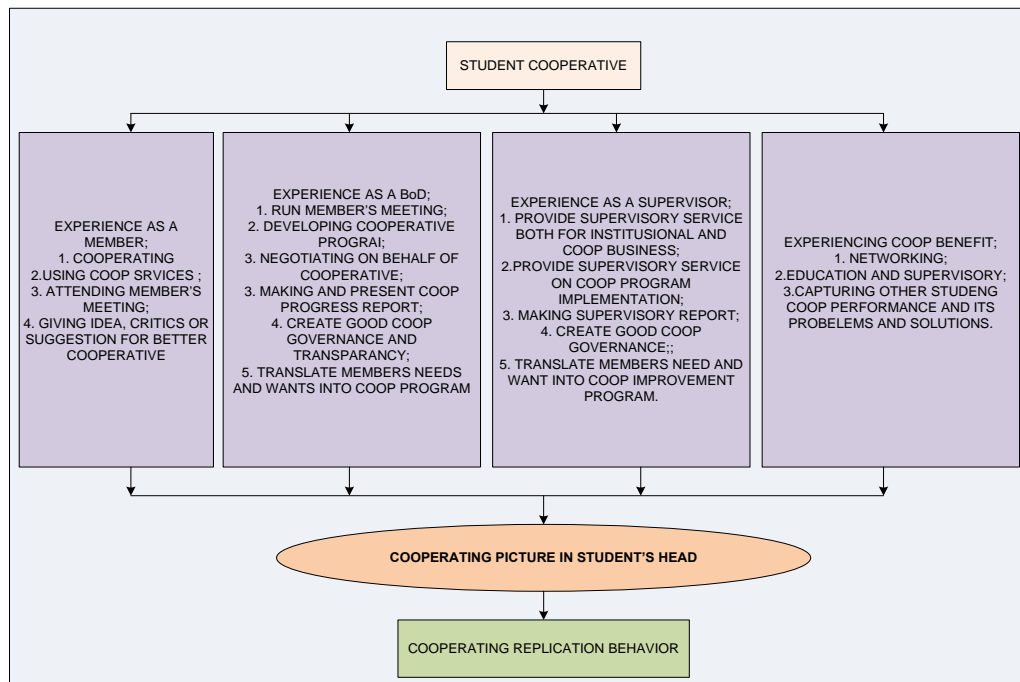 STUDENT COOPERATIVE
EXPERIENCE AS A
MEMBER;
1. COOPERATING
2.USING COOP SRVICES ;
3. ATTENDING MEMBER'S
MEETING;
4. GIVING IDEA, CRITICS OR
SUGGESTION FOR BETTER
COOPERATIVE
EXPERIENCE AS A BoD;
1. RUN MEMBER'S MEETING;
2. DEVELOPING COOPERATIVE
PROGRAI;
3. NEGOTIATING ON BEHALF OF
COOPERATIVE;
3. MAKING AND PRESENT COOP
PROGRESS REPORT;
4. CREATE GOOD COOP
GOVERNANCE AND
TRANSPARANCY;
5. TRANSLATE MEMBERS NEEDS
AND WANTS INTO COOP PROGRAM
EXPERIENCE AS A SUPERVISOR;
1. PROVIDE SUPERVISORY SERVICE
BOTH FOR INSTITUSIONAL AND
COOP BUSINESS;
2.PROVIDE SUPERVISORY SERVICE
ON COOP PROGRAM
IMPLEMENTATION;
3. MAKING SUPERVISORY REPORT;
4. CREATE GOOD COOP
GOVERNANCE;;
5. TRANSLATE MEMBERS NEED AND
WANT INTO COOP IMPROVEMENT
PROGRAM.
EXPERIENCING COOP BENEFIT;
1. NETWORKING;
2.EDUCATION AND SUPERVISORY;
3.CAPTURING OTHER STUDENG
COOP PERFORMANCE AND ITS
PROBELEMS AND SOLUTIONS.
COOPERATING PICTURE IN STUDENT'S HEAD
COOPERATING REPLICATION BEHAVIOR